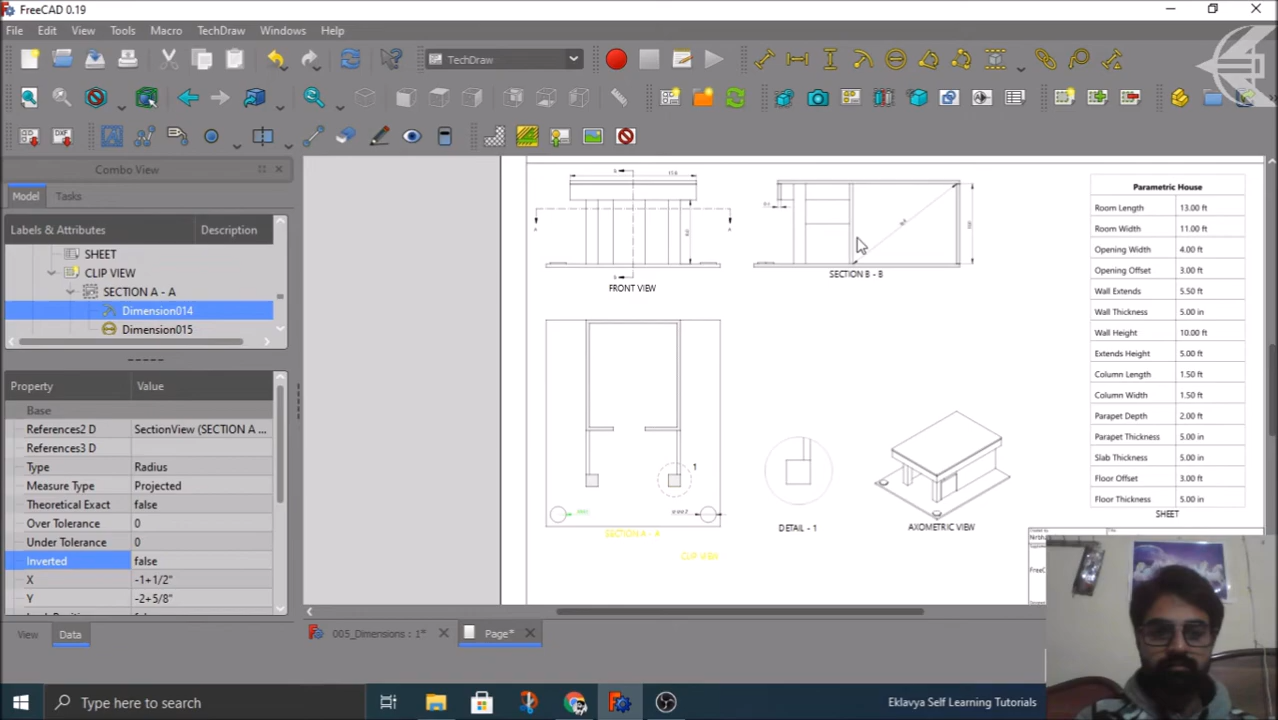 FreeCAD 0.19
File Edit View Tools Macro TechDraw Windows Help
TechDraw
Combo View
Model Tasks
Labels & Attributes Description
SHEET
CLIP VIEW
SECTION A - A
Dimension014
Dimension015
Property Value
Base
References2 D SectionView (SECTION A ...
References3 D
Type Radius
Measure Type Projected
Theoretical Exact false
Over Tolerance 0
Under Tolerance 0
Inverted false
X -1+1/2"
Y -2+5/8"
View Data
FRONT VIEW
SECTION B - B
A A
1
SECTION A - A
CLIP VIEW
DETAIL - 1
AXOMETRIC VIEW
Parametric House
Room Length 13.00 ft
Room Width 11.00 ft
Opening Width 4.00 ft
Opening Offset 3.00 ft
Wall Extends 5.50 ft
Wall Thickness 5.00 in
Wall Height 10.00 ft
Extends Height 5.00 ft
Column Length 1.50 ft
Column Width 1.50 ft
Parapet Depth 2.00 ft
Parapet Thickness 5.00 in
Slab Thickness 5.00 in
Floor Offset 3.00 ft
Floor Thickness 5.00 in
SHEET
005_Dimensions : 1*
Page*
Type here to search
Eklavya Self Learning Tutorials